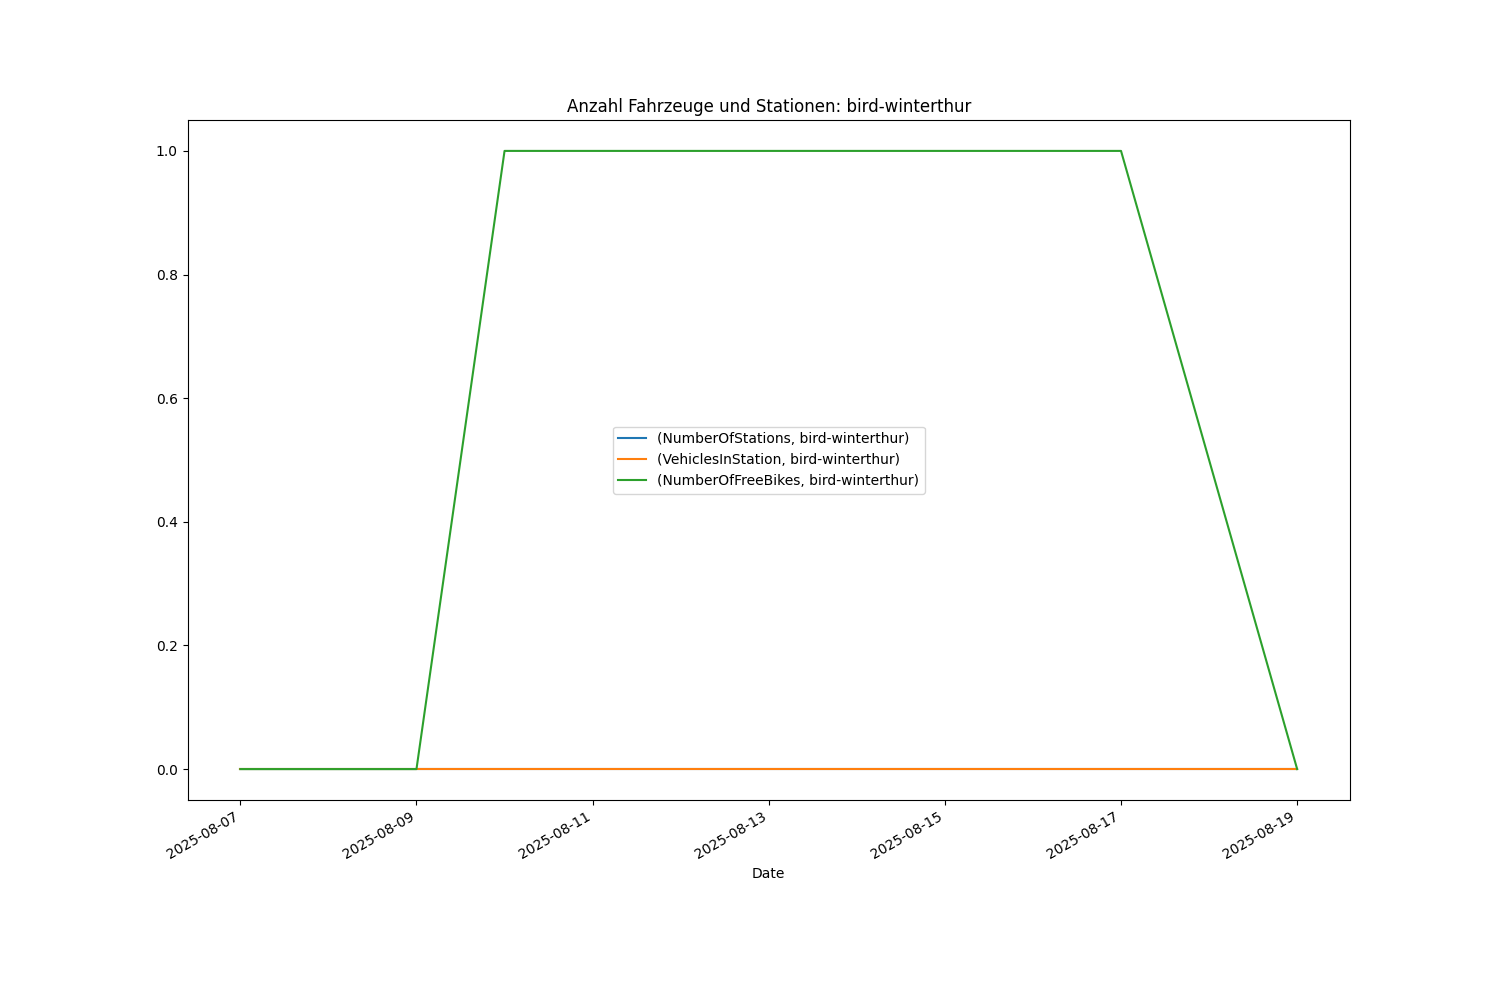 Anzahl Fahrzeuge und Stationen: bird-winterthur
1.0
0.8
0.6
0.4
0.2
0.0
(NumberOfStations, bird-winterthur)
(VehiclesInStation, bird-winterthur)
(NumberOfFreeBikes, bird-winterthur)
2025-08-07
2025-08-09
2025-08-11
2025-08-13
2025-08-15
2025-08-17
2025-08-19
Date